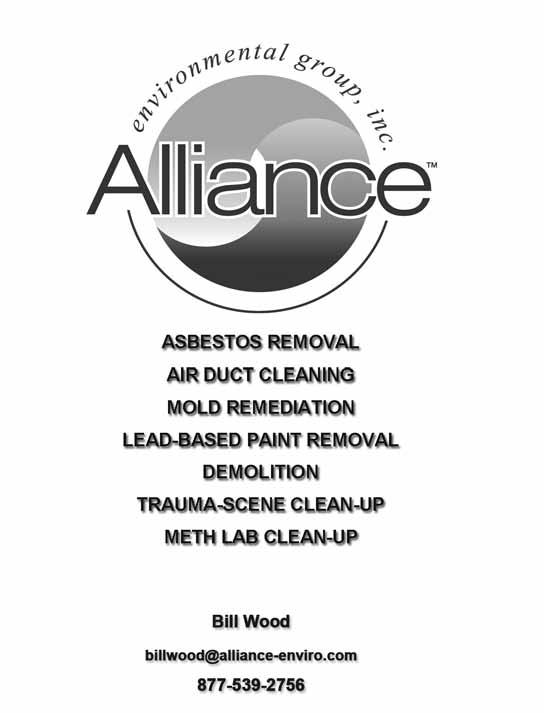 environmental group, inc.
Alliance™
ASBESTOS REMOVAL
AIR DUCT CLEANING
MOLD REMEDIATION
LEAD-BASED PAINT REMOVAL
DEMOLITION
TRAUMA-SCENE CLEAN-UP
METH LAB CLEAN-UP
Bill Wood
billwood@alliance-enviro.com
877-539-2756